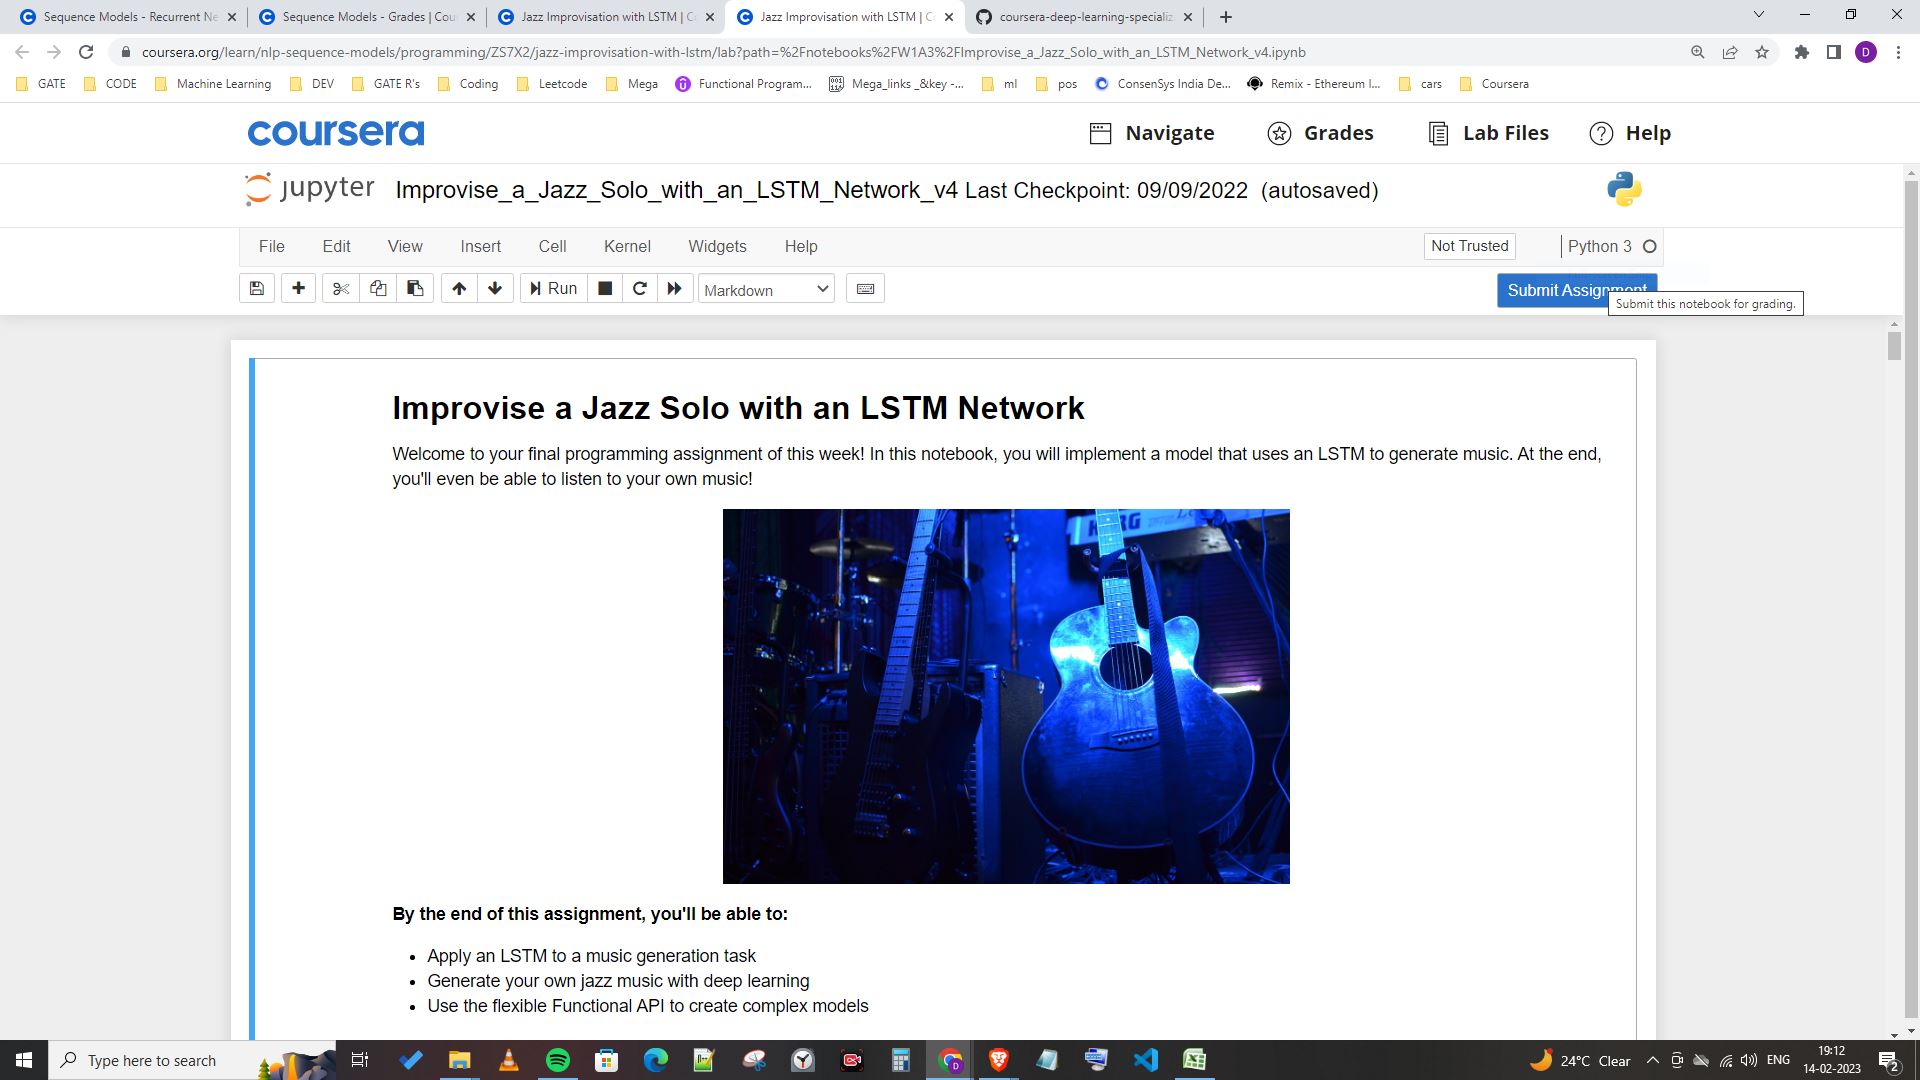 Sequence Models - Recurrent Ne
Sequence Models - Grades | Cour
Jazz Improvisation with LSTM | C
Jazz Improvisation with LSTM | C
coursera-deep-learning-specializ
coursera.org/learn/nlp-sequence-models/programming/ZS7X2/jazz-improvisation-with-lstm/lab?path=%2Fnotebooks%2FW1A3%2FImprovise_a_Jazz_Solo_with_an_LSTM_Network_v4.ipynb
D
GATE CODE Machine Learning DEV GATE R's Coding Leetcode Mega Functional Program... Mega_links _&key -... ml pos ConsenSys India De... Remix - Ethereum I... cars Coursera
coursera Navigate Grades Lab Files Help
jupyter Improvise_a_Jazz_Solo_with_an_LSTM_Network_v4 Last Checkpoint: 09/09/2022 (autosaved)
File Edit View Insert Cell Kernel Widgets Help Not Trusted Python 3
Run Markdown Submit Assignment
Submit this notebook for grading.
Improvise a Jazz Solo with an LSTM Network
Welcome to your final programming assignment of this week! In this notebook, you will implement a model that uses an LSTM to generate music. At the end,
you'll even be able to listen to your own music!
KORG
By the end of this assignment, you'll be able to:
• Apply an LSTM to a music generation task
• Generate your own jazz music with deep learning
• Use the flexible Functional API to create complex models
Type here to search
24°C Clear
ENG
19:12
14-02-2023
2